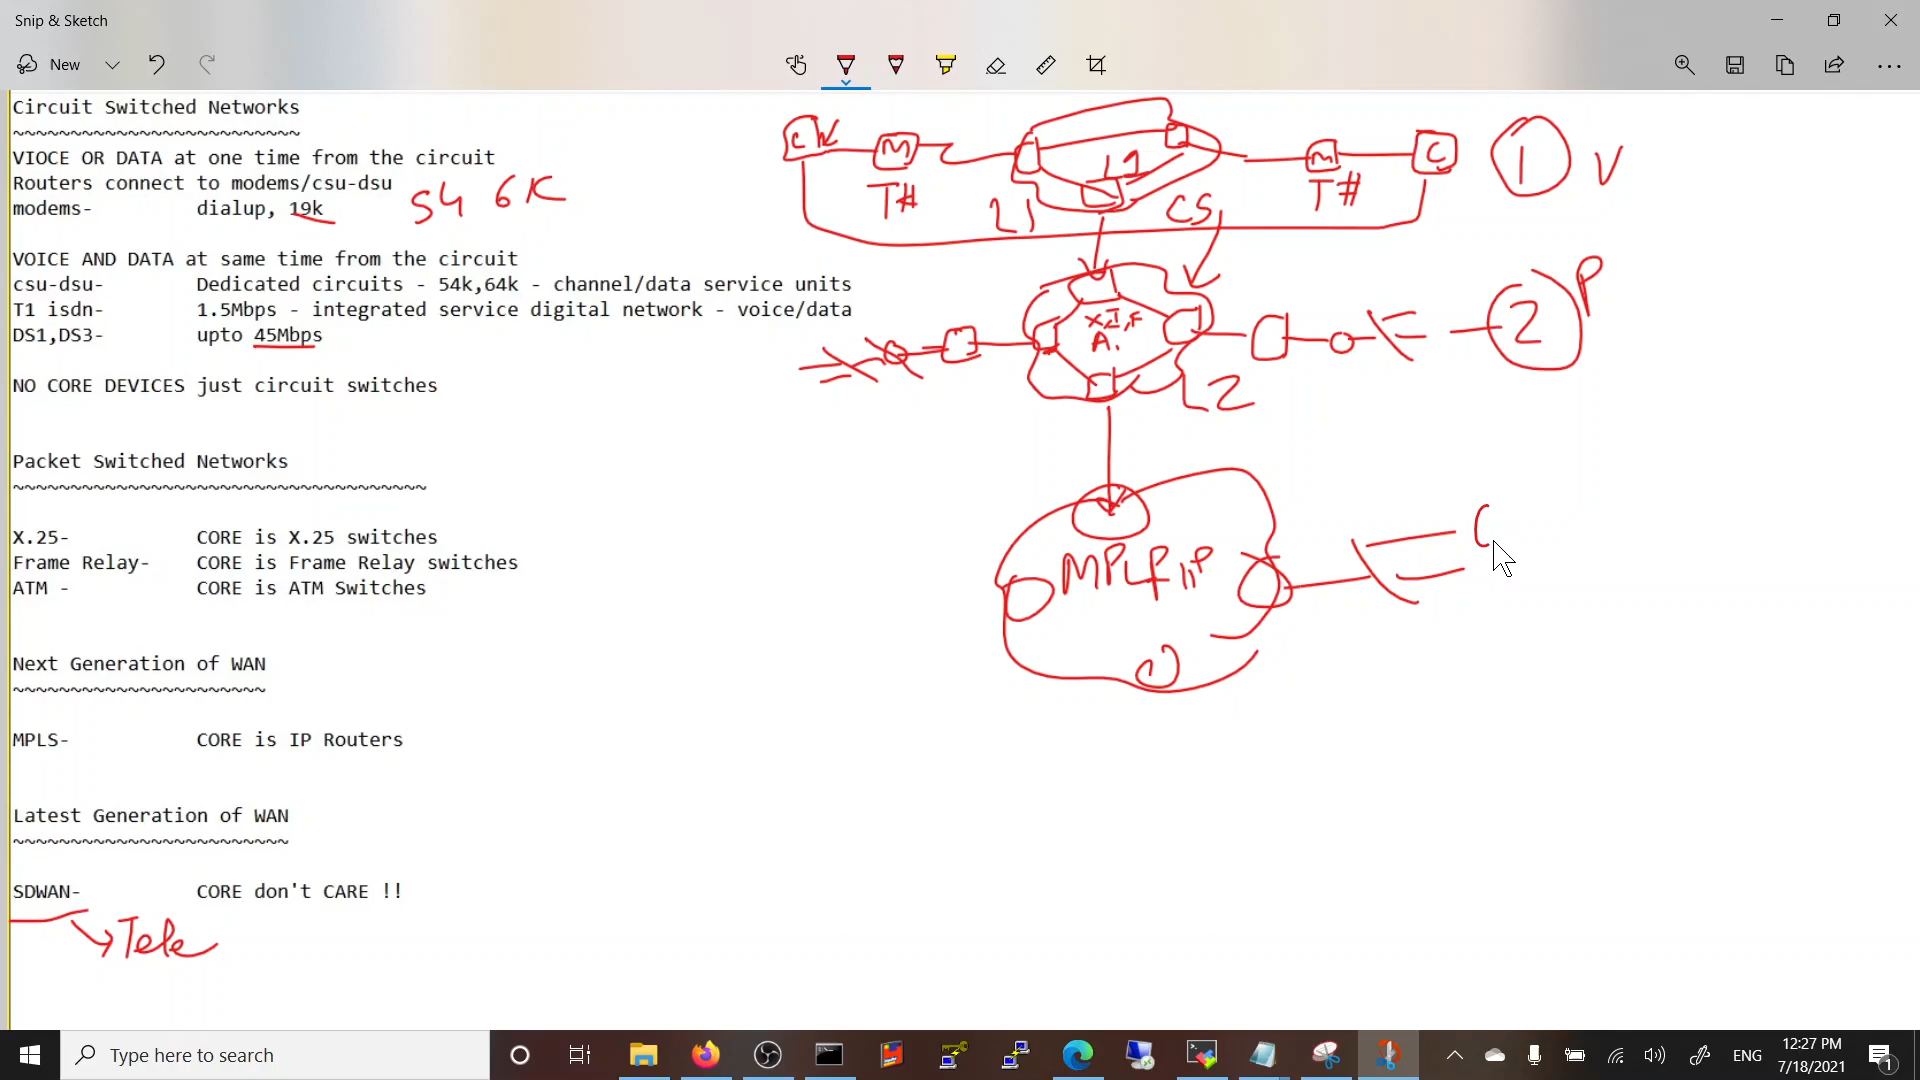 Snip & Sketch
New
Circuit Switched Networks
~~~~~~~~~~~~~~~~~~~~~~~~~
VIOCE OR DATA at one time from the circuit
Routers connect to modems/csu-dsu
modems- dialup, 19k
54 6K
VOICE AND DATA at same time from the circuit
csu-dsu- Dedicated circuits - 54k,64k - channel/data service units
T1 isdn- 1.5Mbps - integrated service digital network - voice/data
DS1,DS3- upto 45Mbps
NO CORE DEVICES just circuit switches
Packet Switched Networks
~~~~~~~~~~~~~~~~~~~~~~~~~~~~~~~~~~~~
X.25- CORE is X.25 switches
Frame Relay- CORE is Frame Relay switches
ATM - CORE is ATM Switches
Next Generation of WAN
~~~~~~~~~~~~~~~~~~~~~~
MPLS- CORE is IP Routers
Latest Generation of WAN
~~~~~~~~~~~~~~~~~~~~~~~~
SDWAN- CORE don't CARE !!
Tele
C M L1 M C 1 V
T# L1 CS T#
X,I,F
A.
2 P
L2
Type here to search
ENG
12:27 PM
7/18/2021
1